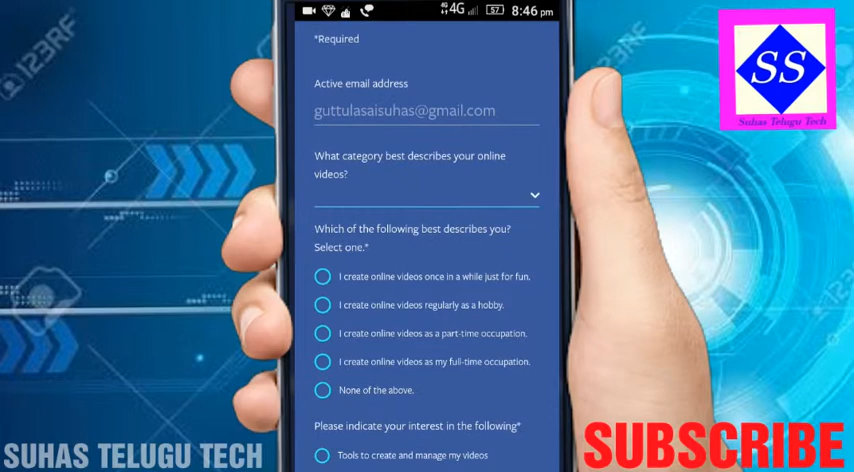 4G 4G 57 8:46 pm
*Required
Active email address
guttulasaisuhas@gmail.com
What category best describes your online
videos?
Which of the following best describes you?
Select one.*
I create online videos once in a while just for fun.
I create online videos regularly as a hobby.
I create online videos as a part-time occupation.
I create online videos as my full-time occupation.
None of the above.
Please indicate your interest in the following*
Tools to create and manage my videos
SS
Suhas Telugu Tech
123RF
123RF
SUHAS TELUGU TECH
SUBSCRIBE